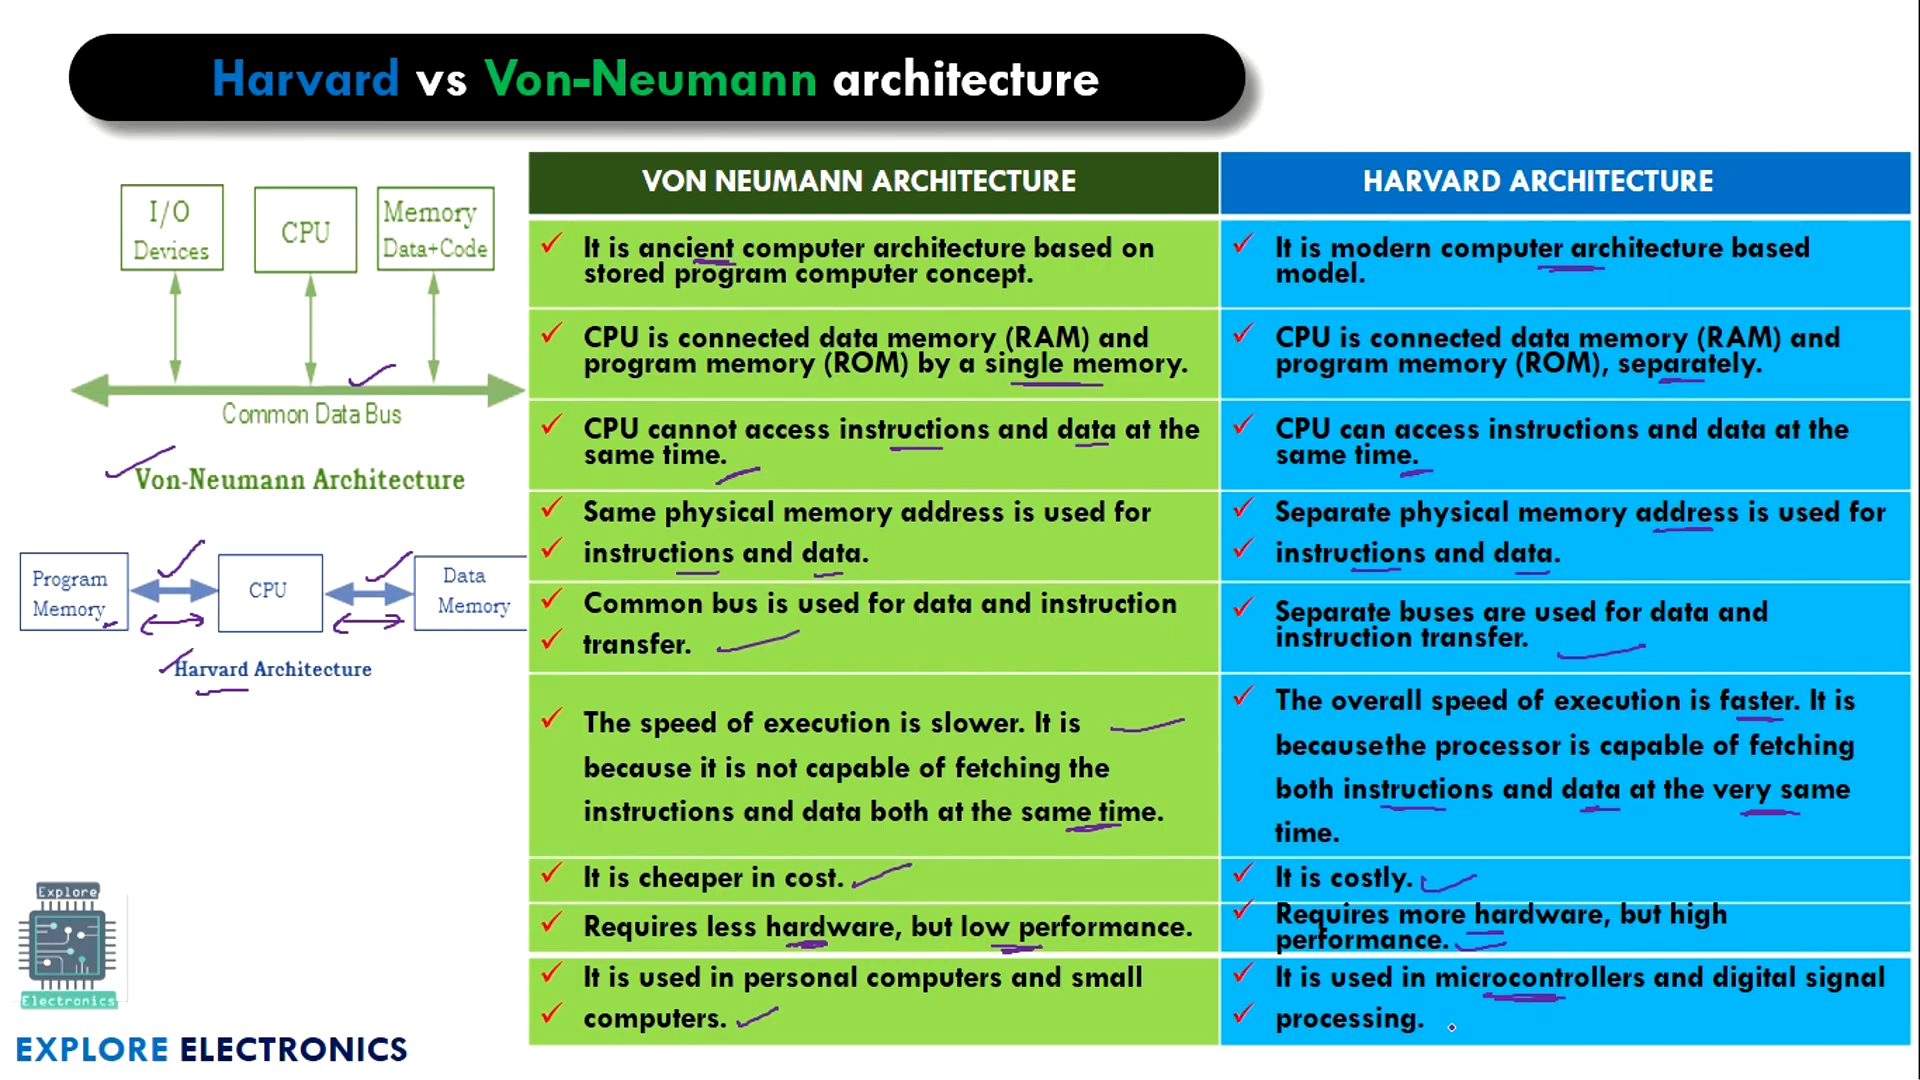 Harvard vs Von-Neumann architecture
I/O
Devices
CPU
Memory
Data+Code
Common Data Bus
Von-Neumann Architecture
Program
Memory
CPU
Data
Memory
Harvard Architecture
VON NEUMANN ARCHITECTURE
HARVARD ARCHITECTURE
It is ancient computer architecture based on
stored program computer concept.
It is modern computer architecture based
model.
CPU is connected data memory (RAM) and
program memory (ROM) by a single memory.
CPU is connected data memory (RAM) and
program memory (ROM), separately.
CPU cannot access instructions and data at the
same time.
CPU can access instructions and data at the
same time.
Same physical memory address is used for
instructions and data.
Separate physical memory address is used for
instructions and data.
Common bus is used for data and instruction
transfer.
Separate buses are used for data and
instruction transfer.
The speed of execution is slower. It is
because it is not capable of fetching the
instructions and data both at the same time.
The overall speed of execution is faster. It is
becausethe processor is capable of fetching
both instructions and data at the very same
time.
It is cheaper in cost.
It is costly.
Requires less hardware, but low performance.
Requires more hardware, but high
performance.
It is used in personal computers and small
computers.
It is used in microcontrollers and digital signal
processing.
Explore
Electronics
EXPLORE ELECTRONICS